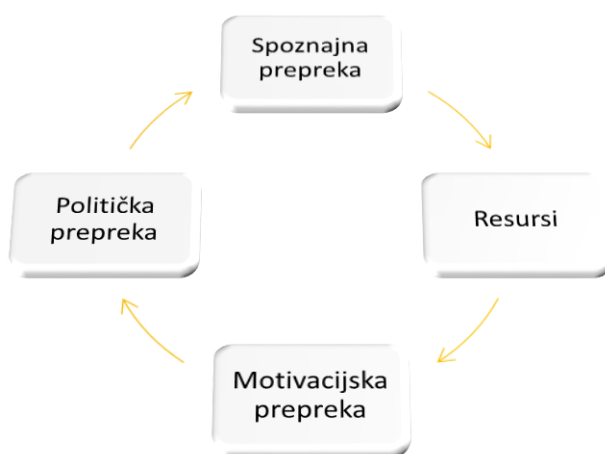 Spoznajna
prepreka
Resursi
Motivacijska
prepreka
Politička
prepreka